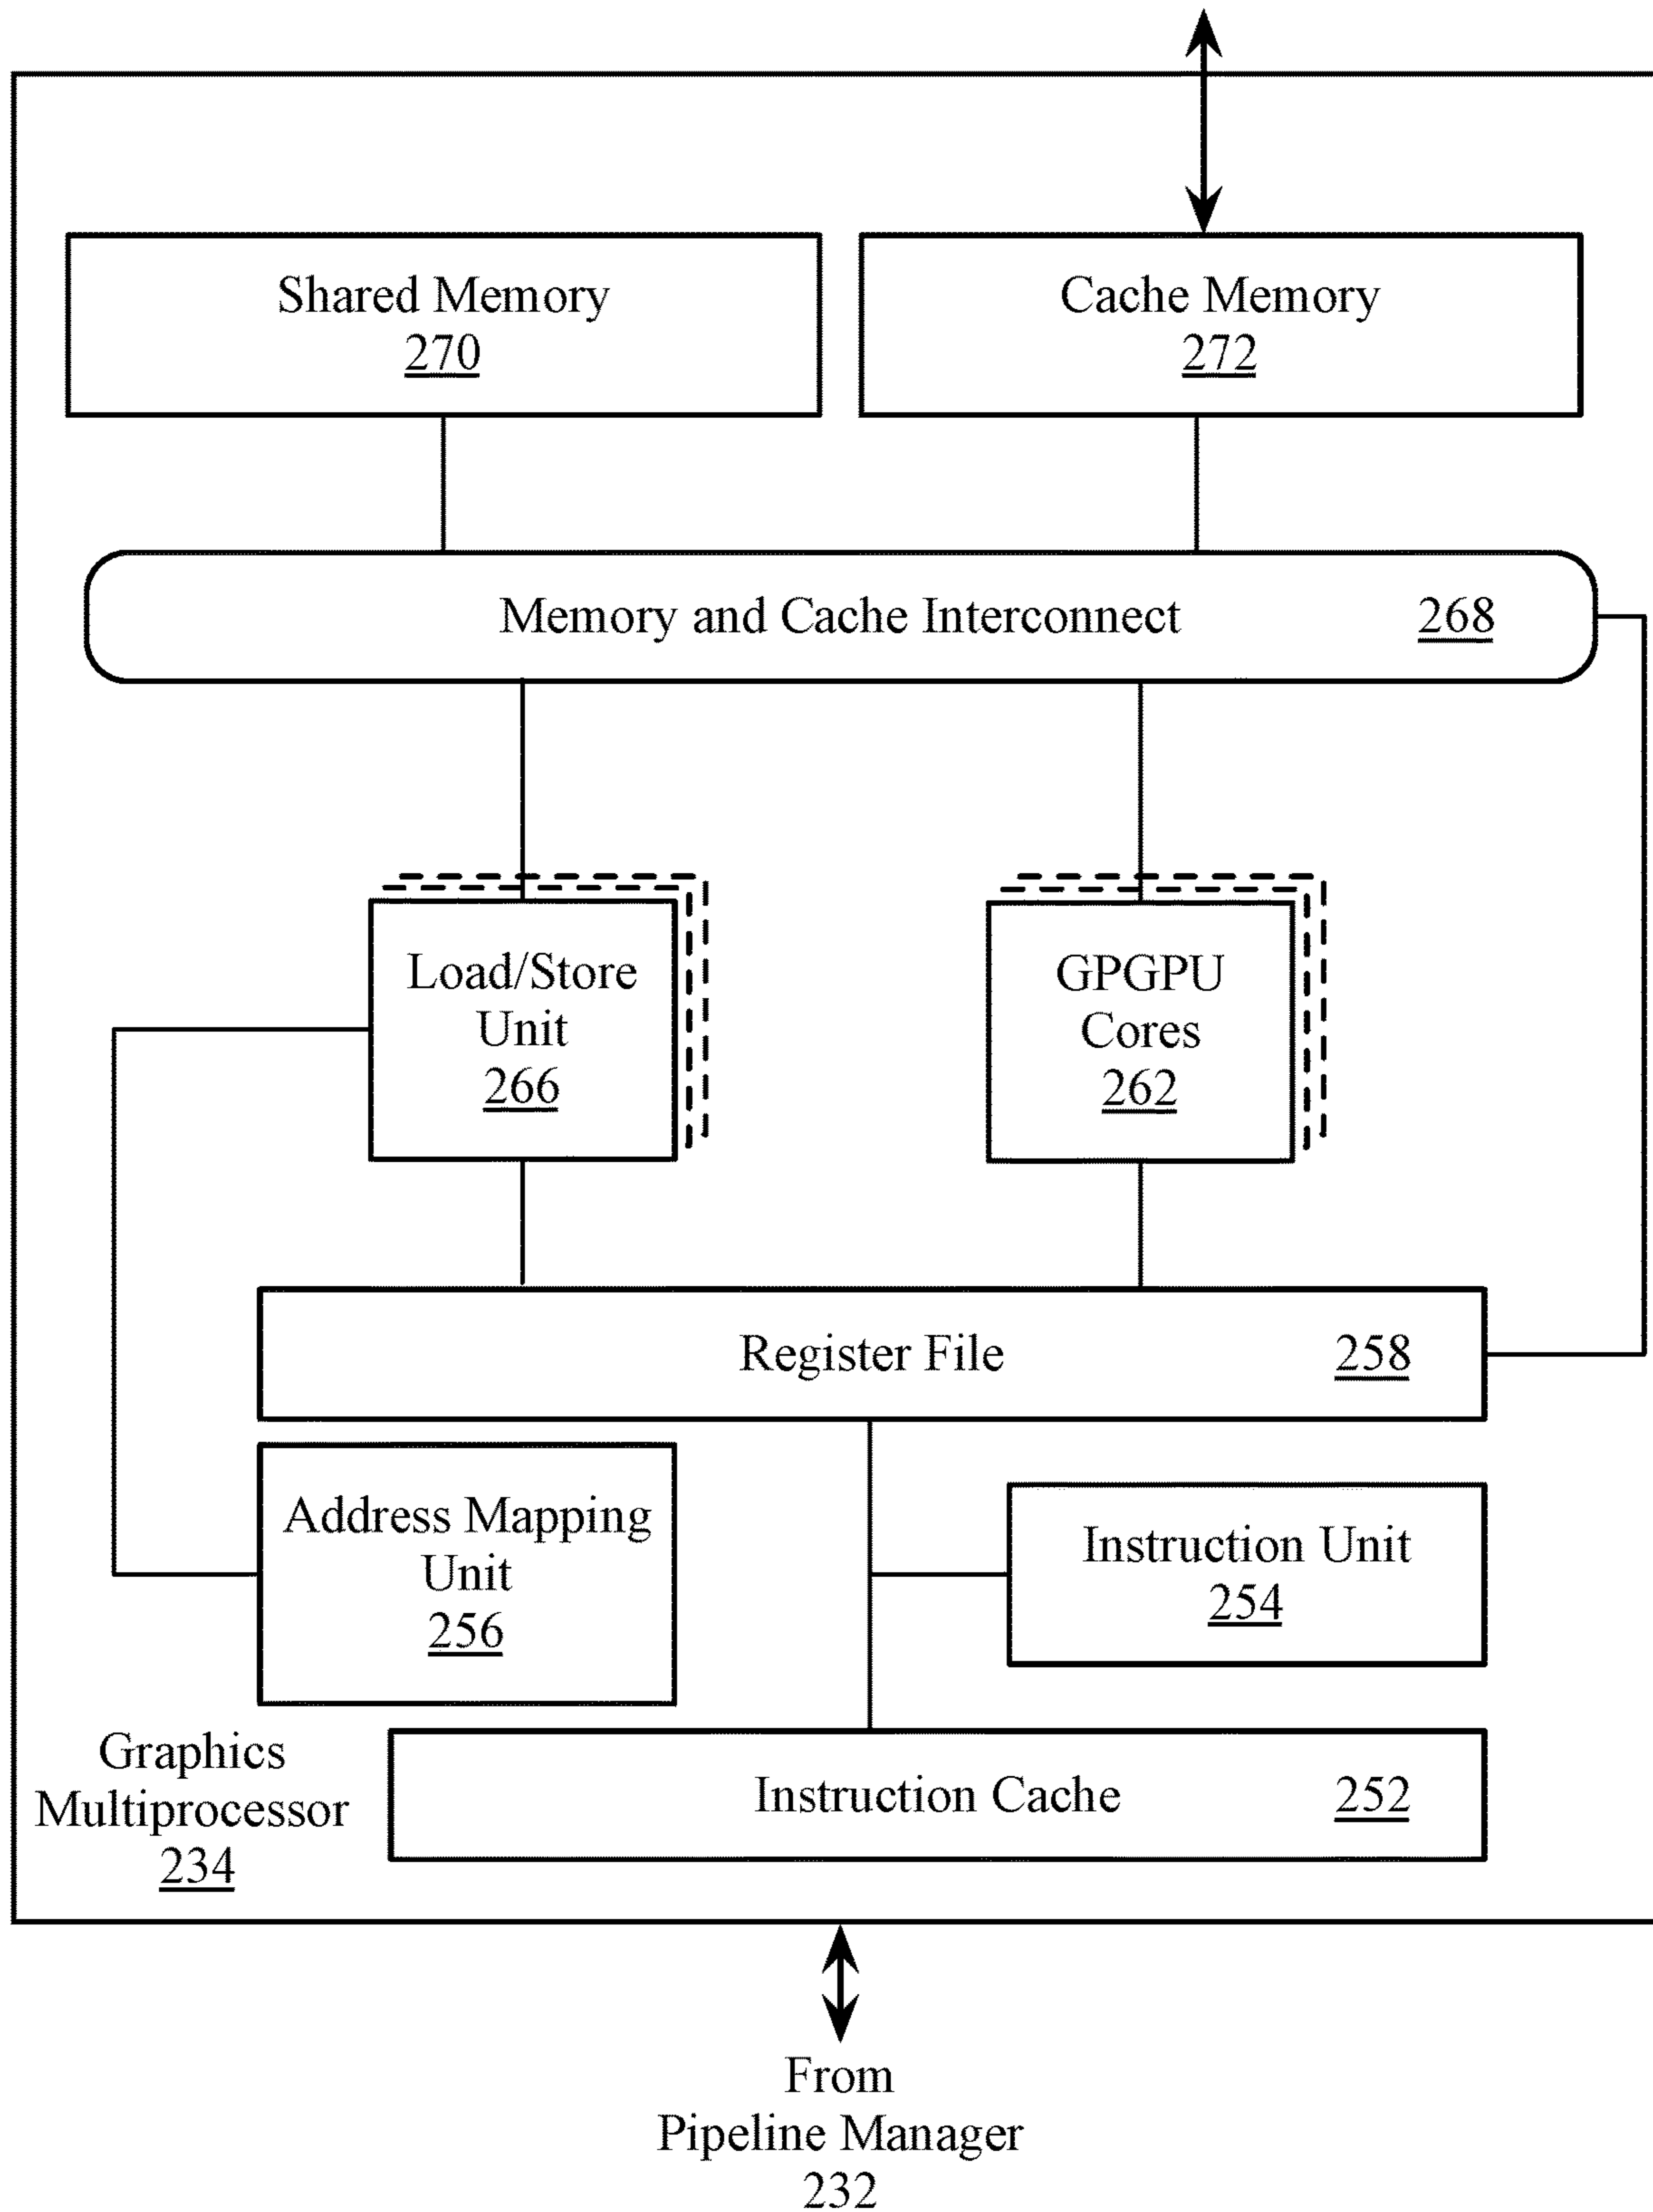 Shared Memory
270
Cache Memory
272
Memory and Cache Interconnect 268
Load/Store
Unit
266
GPGPU
Cores
262
Register File 258
Address Mapping
Unit
256
Instruction Unit
254
Graphics
Multiprocessor
234
Instruction Cache 252
From
Pipeline Manager
232